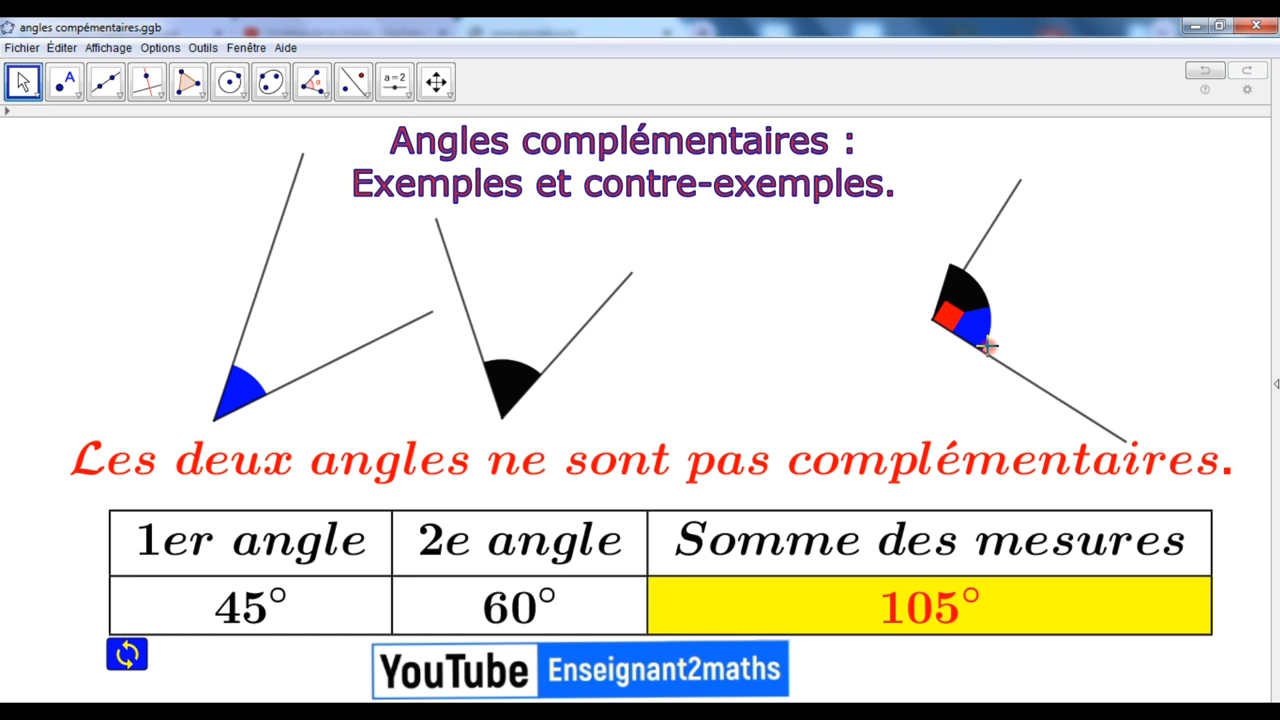 angles compémentaires.ggb
Fichier Éditer Affichage Options Outils Fenêtre Aide
A α a=2
Angles complémentaires :
Exemples et contre-exemples.
Les deux angles ne sont pas complémentaires.
1er angle 2e angle Somme des mesures
45° 60° 105°
YouTube Enseignant2maths